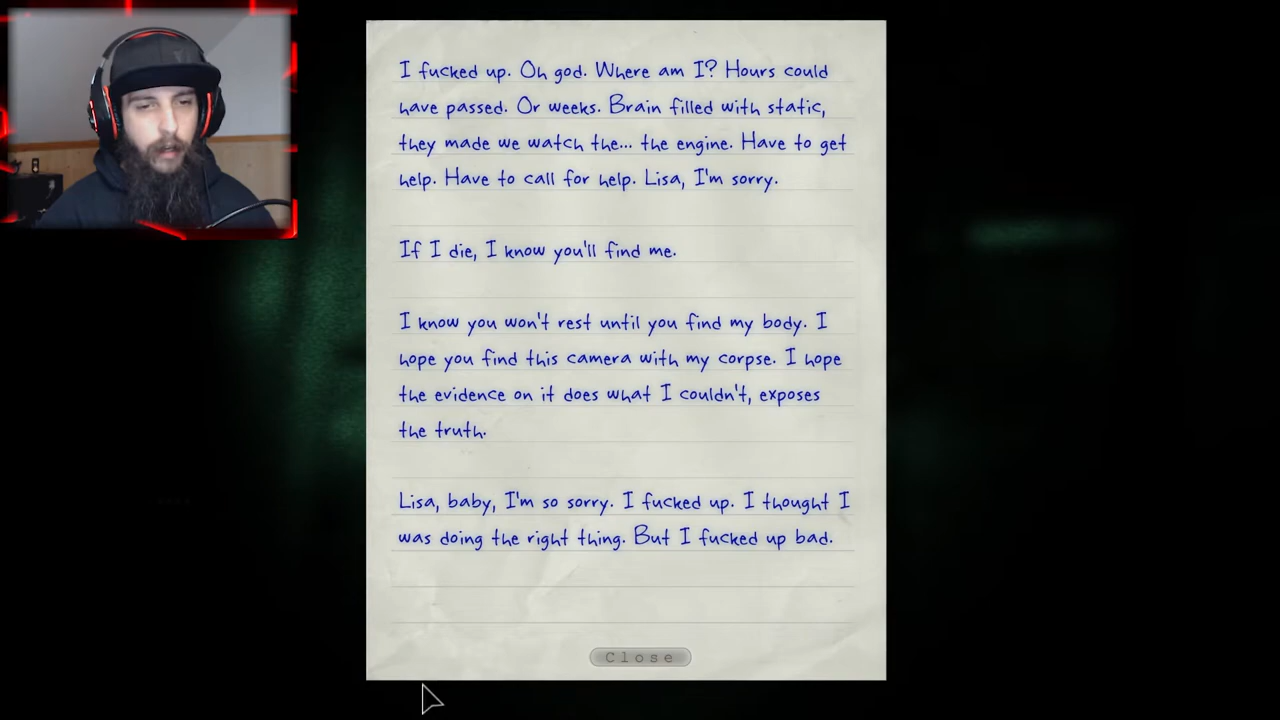 I fucked up. Oh god. Where am I? Hours could
have passed. Or weeks. Brain filled with static,
they made we watch the... the engine. Have to get
help. Have to call for help. Lisa, I'm sorry.
If I die, I know you'll find me.
I know you won't rest until you find my body. I
hope you find this camera with my corpse. I hope
the evidence on it does what I couldn't, exposes
the truth.
Lisa, baby, I'm so sorry. I fucked up. I thought I
was doing the right thing. But I fucked up bad.
Close